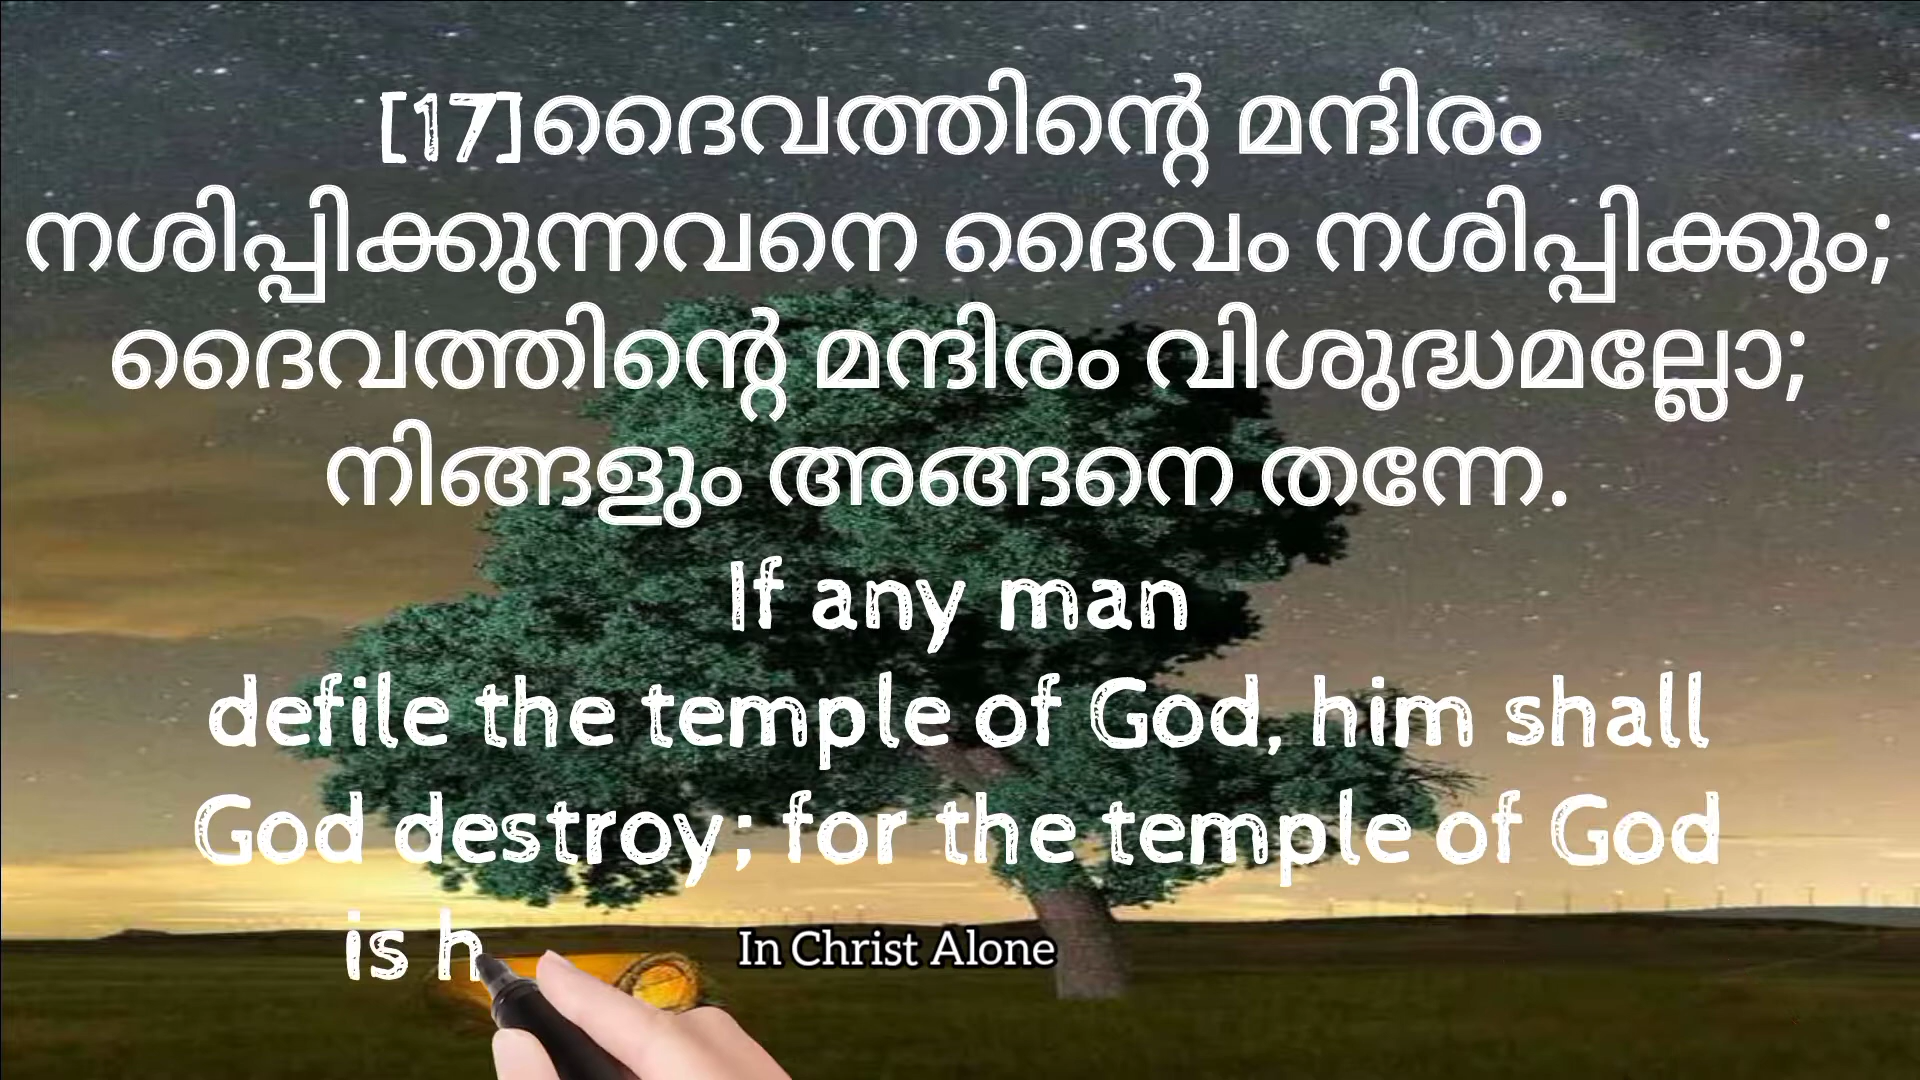 [17]ദൈവത്തിന്റെ മന്ദിരം
നശിപ്പിക്കുന്നവനെ ദൈവം നശിപ്പിക്കും;
ദൈവത്തിന്റെ മന്ദിരം വിശുദ്ധമല്ലോ;
നിങ്ങളും അങ്ങനെ തന്നേ.
If any man
defile the temple of God, him shall
God destroy; for the temple of God
is h
In Christ Alone